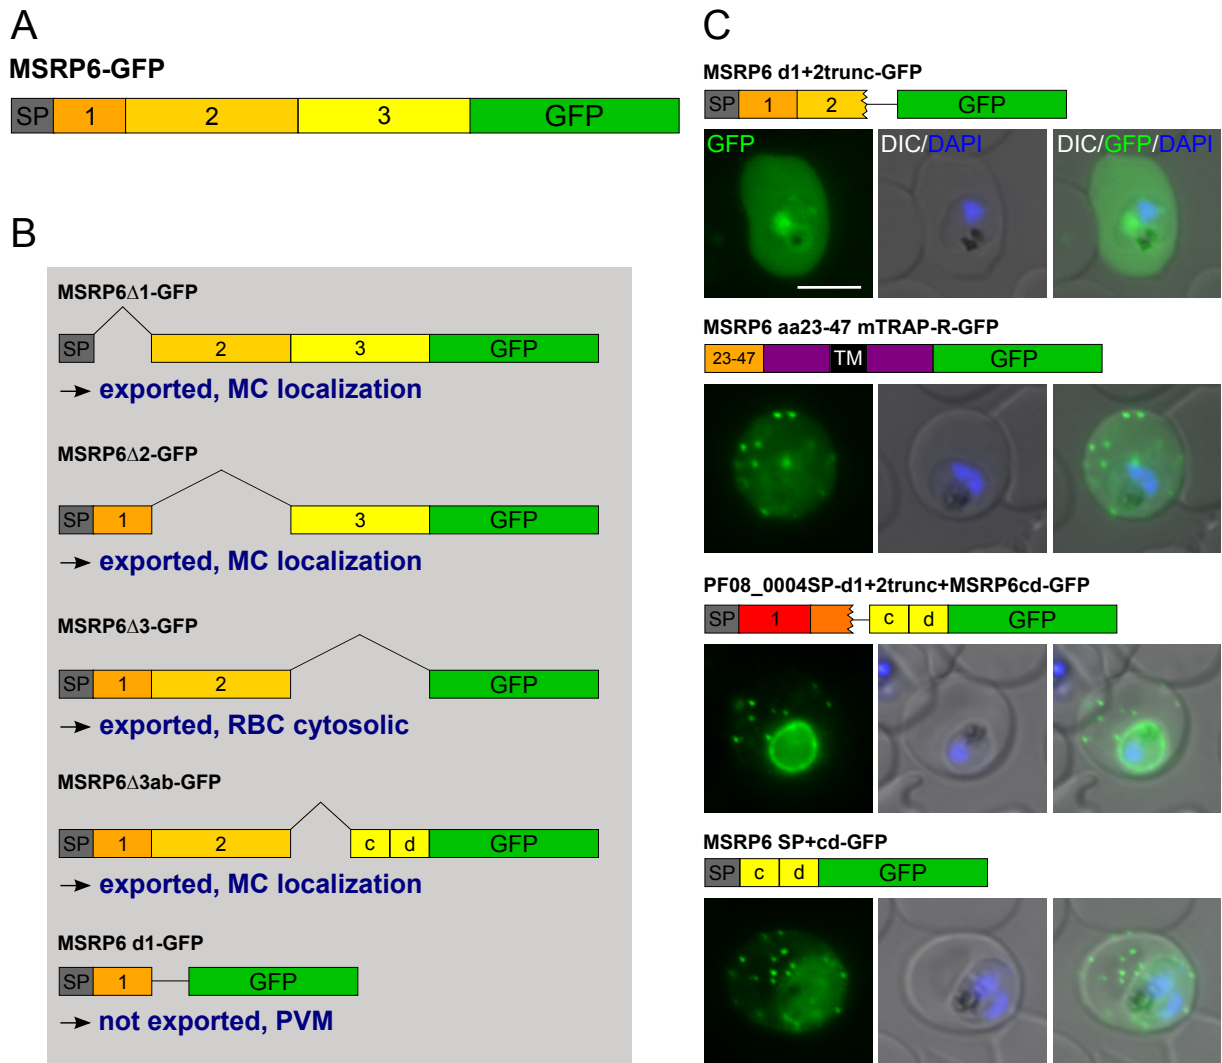 A
MSRP6-GFP
SP 1 2 3 GFP
B
MSRP6Δ1-GFP
SP 2 3 GFP
→ exported, MC localization
MSRP6Δ2-GFP
SP 1 3 GFP
→ exported, MC localization
MSRP6Δ3-GFP
SP 1 2 GFP
→ exported, RBC cytosolic
MSRP6Δ3ab-GFP
SP 1 2 c d GFP
→ exported, MC localization
MSRP6 d1-GFP
SP 1 GFP
→ not exported, PVM
C
MSRP6 d1+2trunc-GFP
SP 1 2 GFP
GFP DIC/DAPI DIC/GFP/DAPI
MSRP6 aa23-47 mTRAP-R-GFP
23-47 TM GFP
PF08_0004SP-d1+2trunc+MSRP6cd-GFP
SP 1 c d GFP
MSRP6 SP+cd-GFP
SP c d GFP